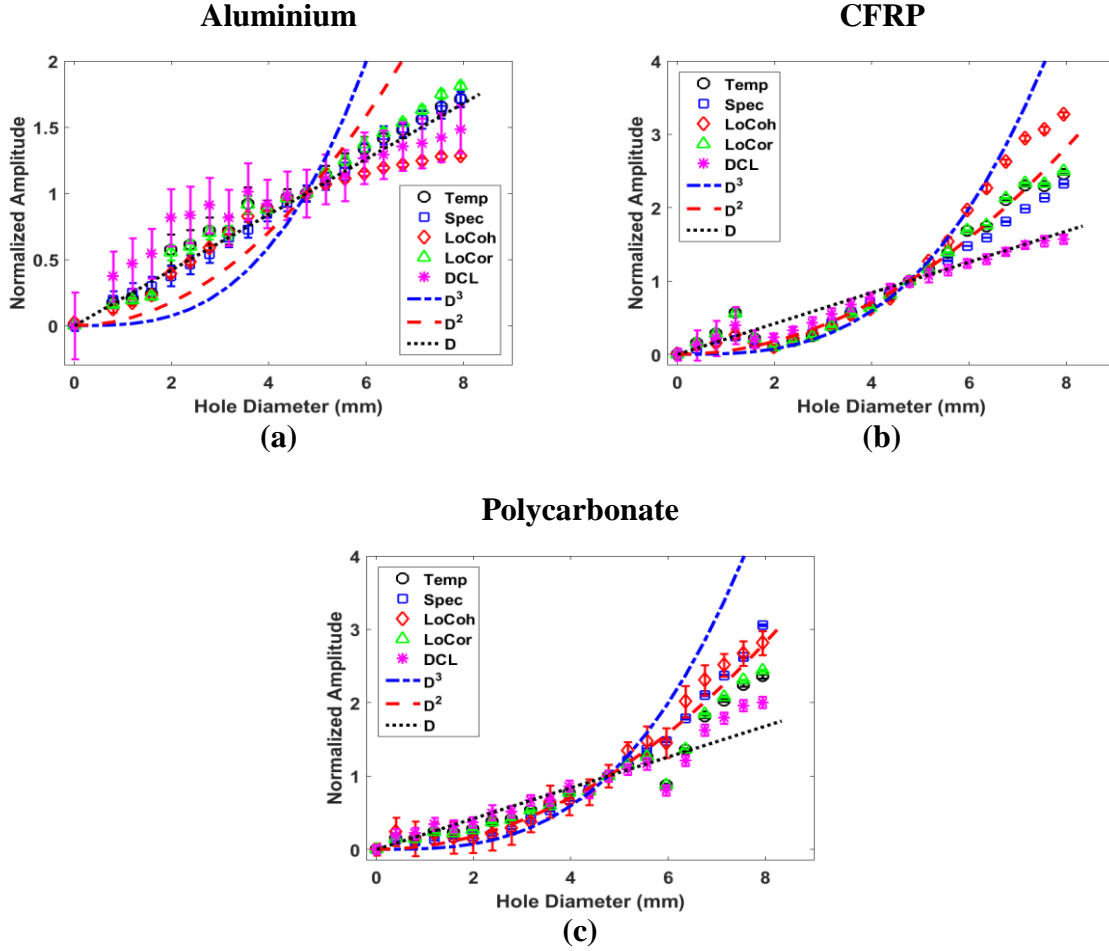 Aluminium
CFRP
2
1.5
1
0.5
0
0
2
4
6
8
Normalized Amplitude
Hole Diameter (mm)
Temp
Spec
LoCoh
LoCor
DCL
D³
D²
D
(a)
4
3
2
1
0
0
2
4
6
8
Normalized Amplitude
Hole Diameter (mm)
Temp
Spec
LoCoh
LoCor
DCL
D³
D²
D
(b)
Polycarbonate
4
3
2
1
0
0
2
4
6
8
Normalized Amplitude
Hole Diameter (mm)
Temp
Spec
LoCoh
LoCor
DCL
D³
D²
D
(c)